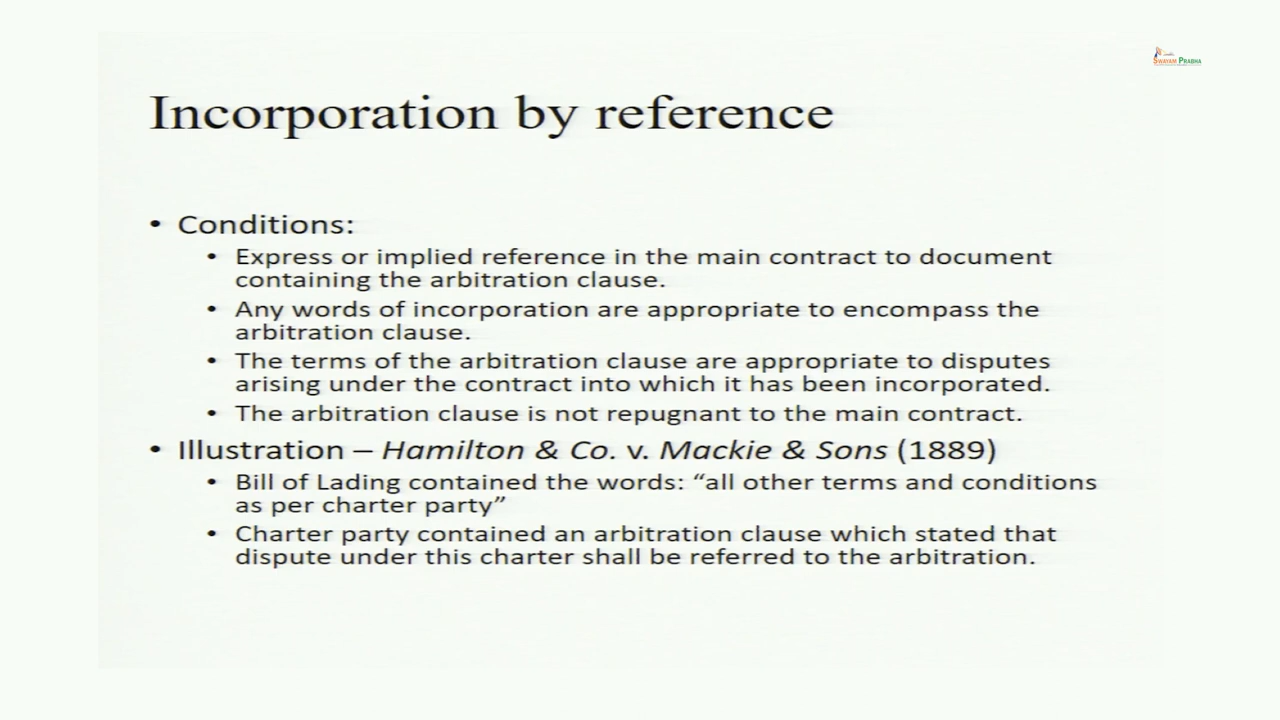 SWAYAM PRABHA
Incorporation by reference
• Conditions:
• Express or implied reference in the main contract to document
containing the arbitration clause.
• Any words of incorporation are appropriate to encompass the
arbitration clause.
• The terms of the arbitration clause are appropriate to disputes
arising under the contract into which it has been incorporated.
• The arbitration clause is not repugnant to the main contract.
• Illustration – Hamilton & Co. v. Mackie & Sons (1889)
• Bill of Lading contained the words: “all other terms and conditions
as per charter party”
• Charter party contained an arbitration clause which stated that
dispute under this charter shall be referred to the arbitration.